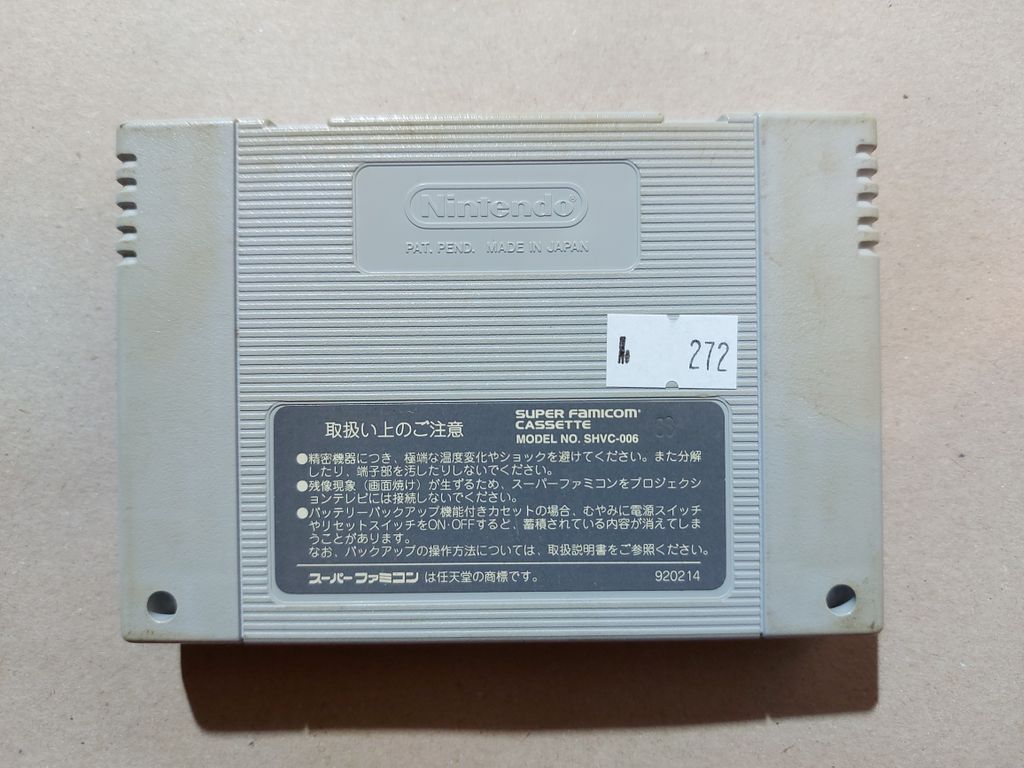 Nintendo®
PAT. PEND. MADE IN JAPAN
272
取扱い上のご注意
SUPER FAMICOM®
CASSETTE
MODEL NO. SHVC-006
●精密機器につき、極端な温度変化やショックを避けてください。また分解
したり、端子部を汚したりしないでください。
●残像現象(画面焼け)が生ずるため、スーパーファミコンをプロジェクシ
ョンテレビには接続しないでください。
●バッテリーバックアップ機能付きカセットの場合、むやみに電源スイッチ
やリセットスイッチをON・OFFすると、蓄積されている内容が消えてしま
うことがあります。
なお、バックアップの操作方法については、取扱説明書をご参照ください。
スーパーファミコンは任天堂の商標です。
920214